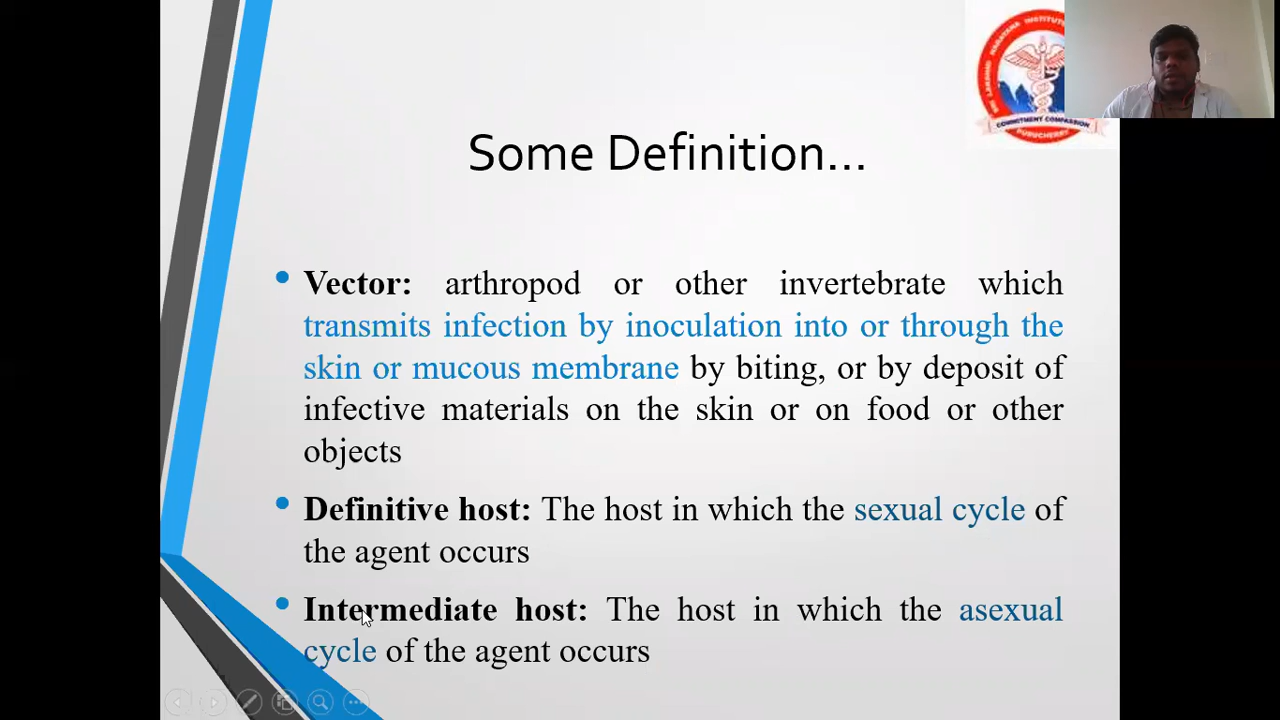 COMMITMENT COMPASSION
PUDUCHERRY
Some Definition...
• Vector: arthropod or other invertebrate which
transmits infection by inoculation into or through the
skin or mucous membrane by biting, or by deposit of
infective materials on the skin or on food or other
objects
• Definitive host: The host in which the sexual cycle of
the agent occurs
• Intermediate host: The host in which the asexual
cycle of the agent occurs